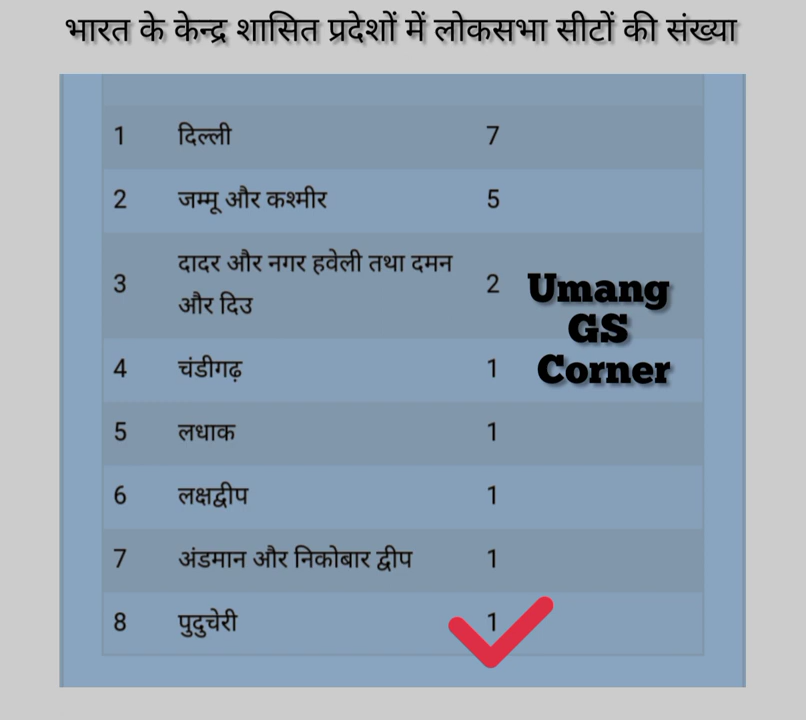 भारत के केन्द्र शासित प्रदेशों में लोकसभा सीटों की संख्या
1 दिल्ली 7
2 जम्मू और कश्मीर 5
3 दादर और नगर हवेली तथा दमन और दिउ 2
4 चंडीगढ़ 1
5 लधाक 1
6 लक्षद्वीप 1
7 अंडमान और निकोबार द्वीप 1
8 पुदुचेरी 1
Umang
GS
Corner